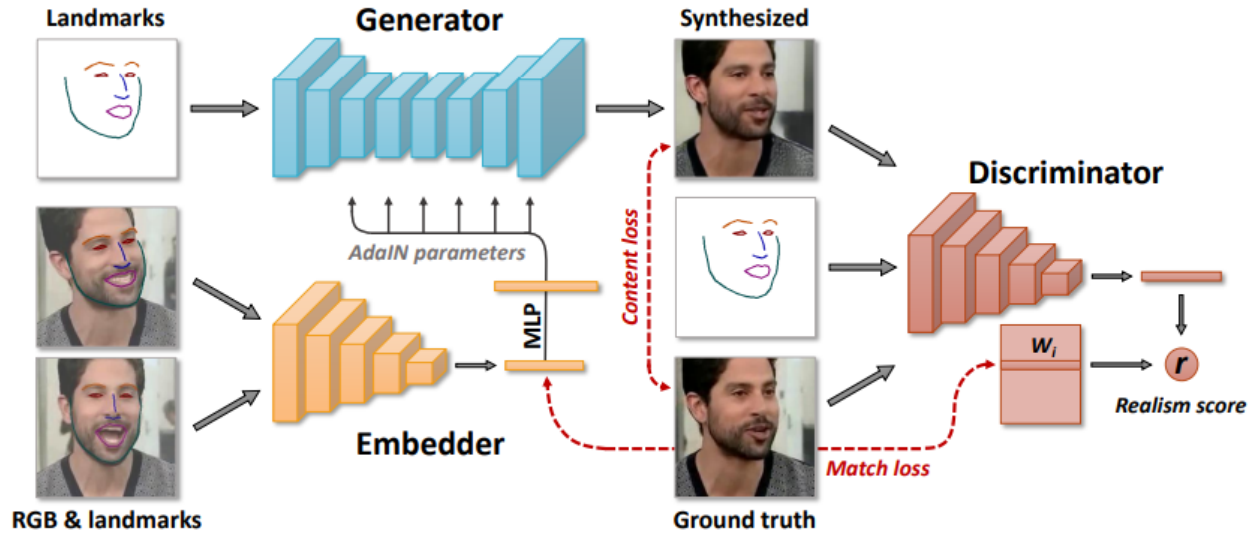 Landmarks
Generator
Synthesized
Discriminator
AdaIN parameters
Content loss
MLP
W_i
r
Realism score
Embedder
Match loss
RGB & landmarks
Ground truth